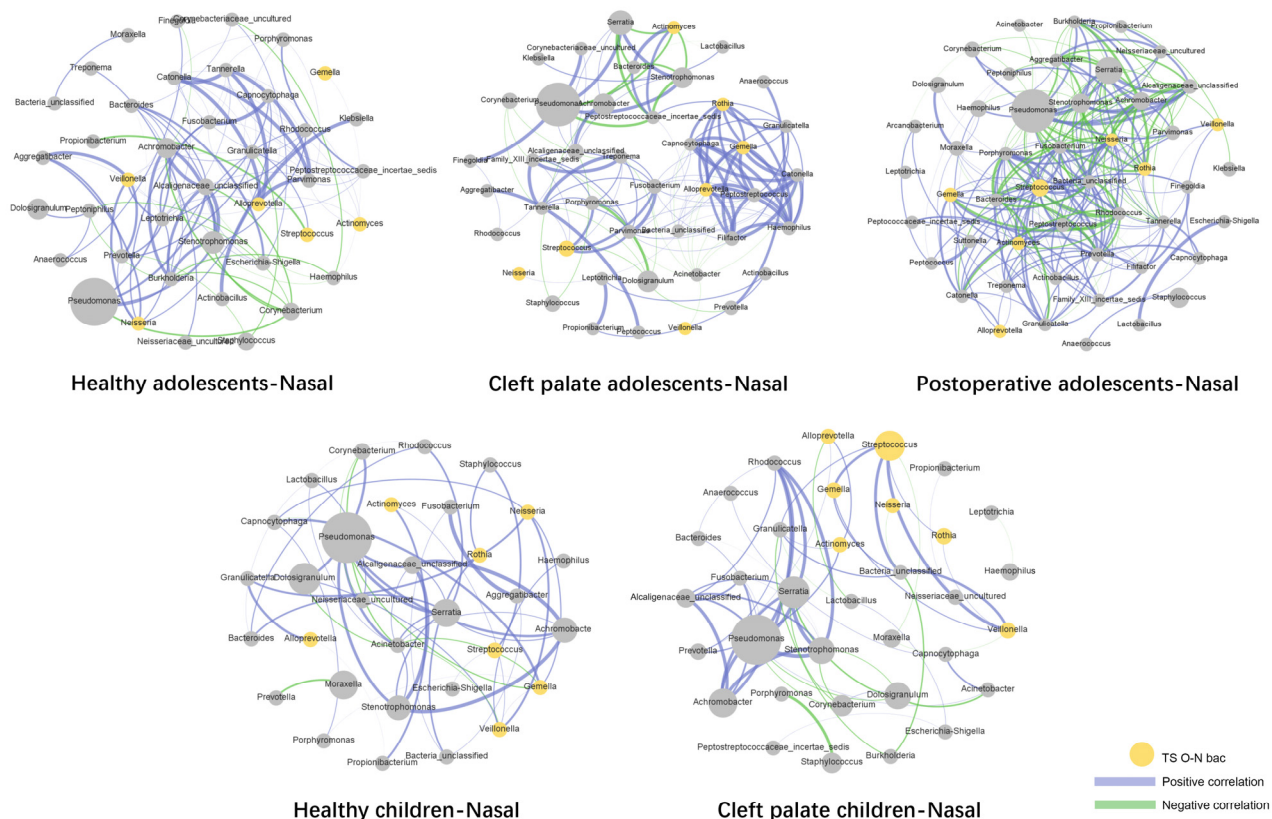 Finegoldia
Corynebacteriaceae_uncultured
Moraxella
Porphyromonas
Treponema
Tannerella
Gemella
Catonella
Capnocytophaga
Bacteria_unclassified
Bacteroides
Klebsiella
Fusobacterium
Rhodococcus
Propionibacterium
Achromobacter
Granulicatella
Aggregatibacter
Peptostreptococcaceae_incertae_sedis
Veillonella
Alcaligenaceae_unclassified
Parvimonas
Alloprevotella
Dolosigranulum
Peptoniphilus
Leptotrichia
Actinomyces
Streptococcus
Stenotrophomonas
Anaerococcus
Prevotella
Escherichia-Shigella
Burkholderia
Haemophilus
Pseudomonas
Actinobacillus
Corynebacterium
Neisseria
Neisseriaceae_uncultured
Staphylococcus
Healthy adolescents-Nasal
Serratia
Actinomyces
Corynebacteriaceae_uncultured
Lactobacillus
Klebsiella
Bacteroides
Stenotrophomonas
Anaerococcus
Corynebacterium
Pseudomonas
Achromobacter
Rothia
Peptostreptococcaceae_incertae_sedis
Granulicatella
Capnocytophaga
Gemella
Alcaligenaceae_unclassified
Finegoldia
Family_XIII_incertae_sedis
Treponema
Catonella
Aggregatibacter
Fusobacterium
Alloprevotella
Peptostreptococcus
Porphyromonas
Tannerella
Rhodococcus
Parvimonas
Bacteria_unclassified
Haemophilus
Streptococcus
Filifactor
Neisseria
Leptotrichia
Dolosigranulum
Acinetobacter
Actinobacillus
Staphylococcus
Prevotella
Propionibacterium
Peptococcus
Veillonella
Cleft palate adolescents-Nasal
Burkholderia
Acinetobacter
Propionibacterium
Corynebacterium
Neisseriaceae_uncultured
Aggregatibacter
Peptoniphilus
Serratia
Dolosigranulum
Alcaligenaceae_unclassified
Haemophilus
Pseudomonas
Stenotrophomonas
Achromobacter
Arcanobacterium
Veillonella
Neisseria
Parvimonas
Moraxella
Fusobacterium
Porphyromonas
Rothia
Leptotrichia
Klebsiella
Bacteria_unclassified
Gemella
Streptococcus
Finegoldia
Bacteroides
Rhodococcus
Peptococcaceae_incertae_sedis
Peptostreptococcus
Tannerella
Escherichia-Shigella
Suttonella
Actinomyces
Prevotella
Peptococcus
Filifactor
Capnocytophaga
Actinobacillus
Treponema
Catonella
Family_XIII_incertae_sedis
Staphylococcus
Alloprevotella
Granulicatella
Lactobacillus
Anaerococcus
Postoperative adolescents-Nasal
Corynebacterium
Rhodococcus
Staphylococcus
Lactobacillus
Actinomyces
Fusobacterium
Neisseria
Capnocytophaga
Pseudomonas
Rothia
Haemophilus
Alcaligenaceae_unclassified
Granulicatella
Dolosigranulum
Neisseriaceae_uncultured
Aggregatibacter
Serratia
Achromobacte
Bacteroides
Alloprevotella
Acinetobacter
Streptococcus
Moraxella
Escherichia-Shigella
Gemella
Prevotella
Stenotrophomonas
Veillonella
Porphyromonas
Bacteria_unclassified
Propionibacterium
Healthy children-Nasal
Alloprevotella
Streptococcus
Rhodococcus
Propionibacterium
Anaerococcus
Gemella
Neisseria
Leptotrichia
Granulicatella
Bacteroides
Actinomyces
Rothia
Fusobacterium
Bacteria_unclassified
Haemophilus
Serratia
Alcaligenaceae_unclassified
Lactobacillus
Neisseriaceae_uncultured
Pseudomonas
Moraxella
Veillonella
Prevotella
Stenotrophomonas
Capnocytophaga
Achromobacter
Porphyromonas
Dolosigranulum
Acinetobacter
Corynebacterium
Escherichia-Shigella
Peptostreptococcaceae_incertae_sedis
Burkholderia
Staphylococcus
Cleft palate children-Nasal
TS O-N bac
Positive correlation
Negative correlation